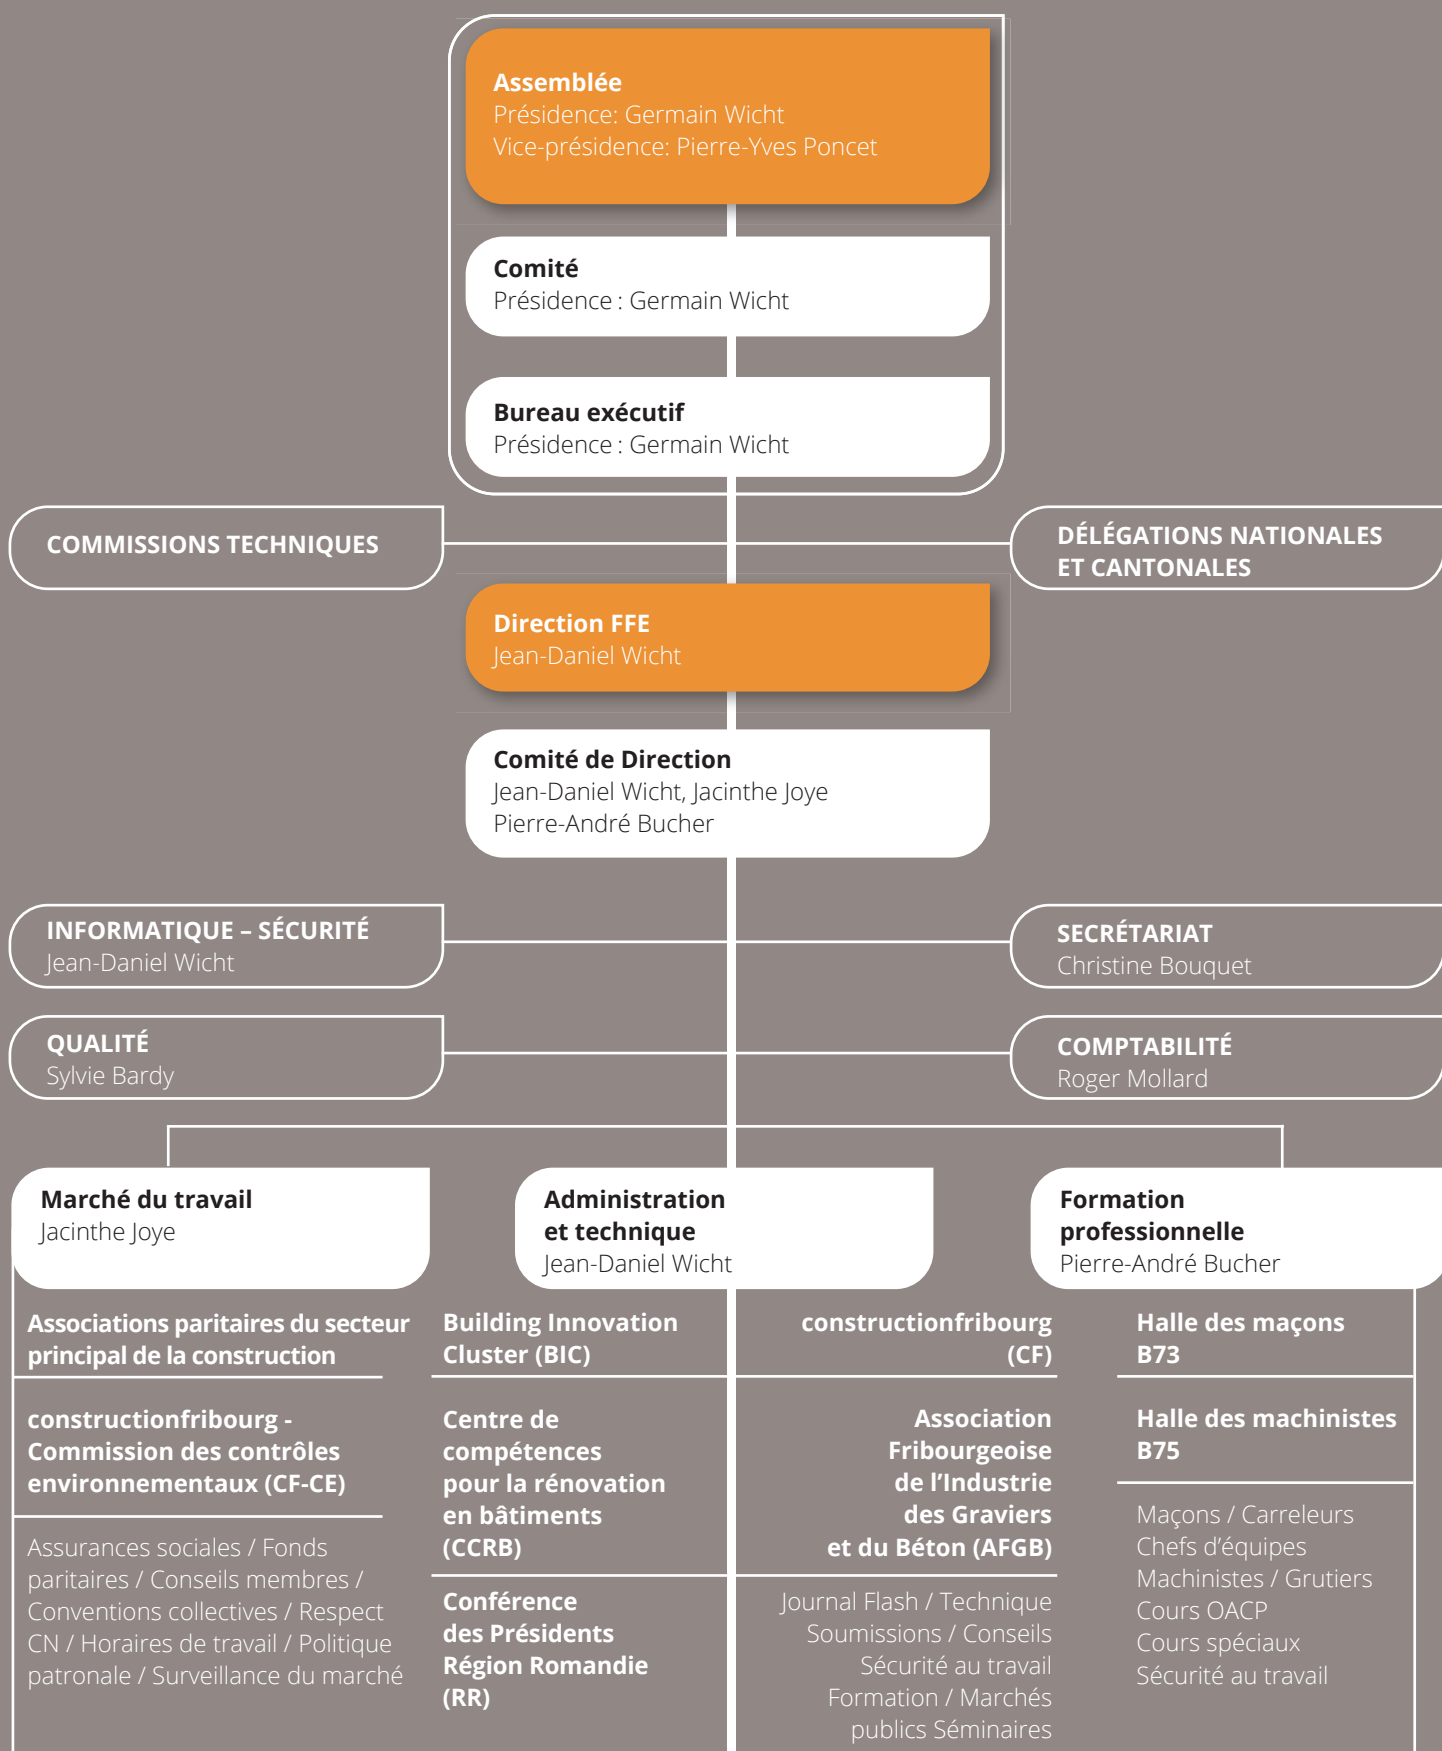 Assemblée
Présidence: Germain Wicht
Vice-présidence: Pierre-Yves Poncet
Comité
Présidence : Germain Wicht
Bureau exécutif
Présidence : Germain Wicht
COMMISSIONS TECHNIQUES
DÉLÉGATIONS NATIONALES
ET CANTONALES
Direction FFE
Jean-Daniel Wicht
Comité de Direction
Jean-Daniel Wicht, Jacinthe Joye
Pierre-André Bucher
INFORMATIQUE – SÉCURITÉ
Jean-Daniel Wicht
SECRÉTARIAT
Christine Bouquet
QUALITÉ
Sylvie Bardy
COMPTABILITÉ
Roger Mollard
Marché du travail
Jacinthe Joye
Associations paritaires du secteur
principal de la construction
constructionfribourg -
Commission des contrôles
environnementaux (CF-CE)
Assurances sociales / Fonds
paritaires / Conseils membres /
Conventions collectives / Respect
CN / Horaires de travail / Politique
patronale / Surveillance du marché
Administration
et technique
Jean-Daniel Wicht
Building Innovation
Cluster (BIC)
Centre de
compétences
pour la rénovation
en bâtiments
(CCRB)
Conférence
des Présidents
Région Romandie
(RR)
constructionfribourg
(CF)
Association
Fribourgeoise
de l’Industrie
des Graviers
et du Béton (AFGB)
Journal Flash / Technique
Soumissions / Conseils
Sécurité au travail
Formation / Marchés
publics Séminaires
Formation
professionnelle
Pierre-André Bucher
Halle des maçons
B73
Halle des machinistes
B75
Maçons / Carreleurs
Chefs d’équipes
Machinistes / Grutiers
Cours OACP
Cours spéciaux
Sécurité au travail